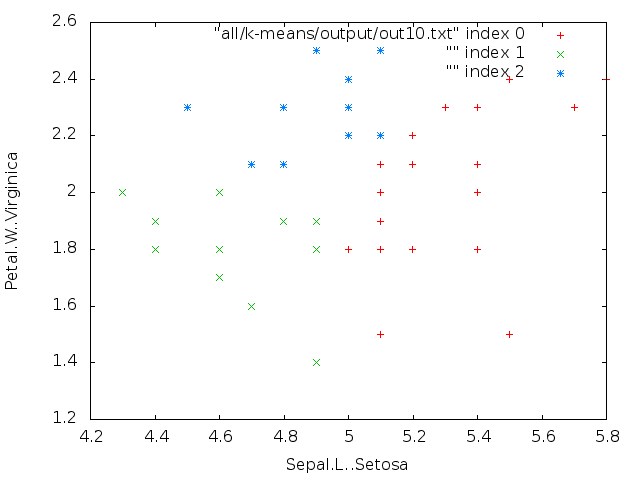 "all/k-means/output/out10.txt" index 0
"" index 1
"" index 2
2.6
2.4
2.2
2
1.8
1.6
1.4
1.2
Petal.W..Virginica
4.2 4.4 4.6 4.8 5 5.2 5.4 5.6 5.8
Sepal.L..Setosa